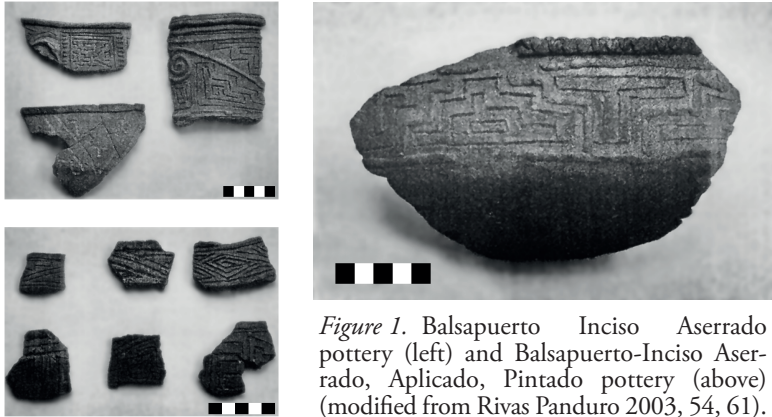 Figure 1. Balsapuerto Inciso Aserrado
pottery (left) and Balsapuerto-Inciso Aser-
rado, Aplicado, Pintado pottery (above)
(modified from Rivas Panduro 2003, 54, 61).